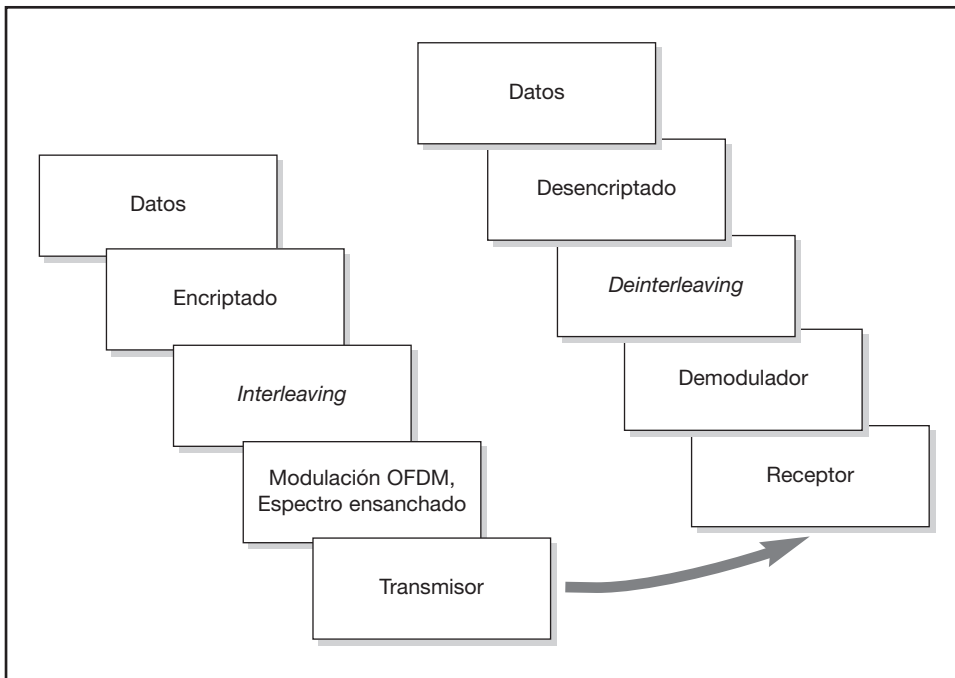 Datos
Encriptado
Interleaving
Modulación OFDM,
Espectro ensanchado
Transmisor
Datos
Desencriptado
Deinterleaving
Demodulador
Receptor